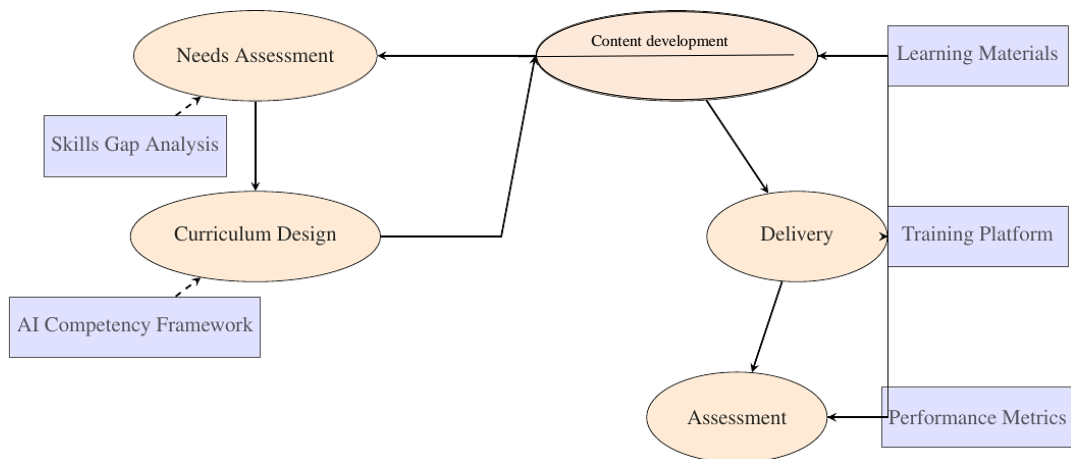 Content development
Needs Assessment
Learning Materials
Skills Gap Analysis
Curriculum Design
Delivery
Training Platform
AI Competency Framework
Assessment
Performance Metrics